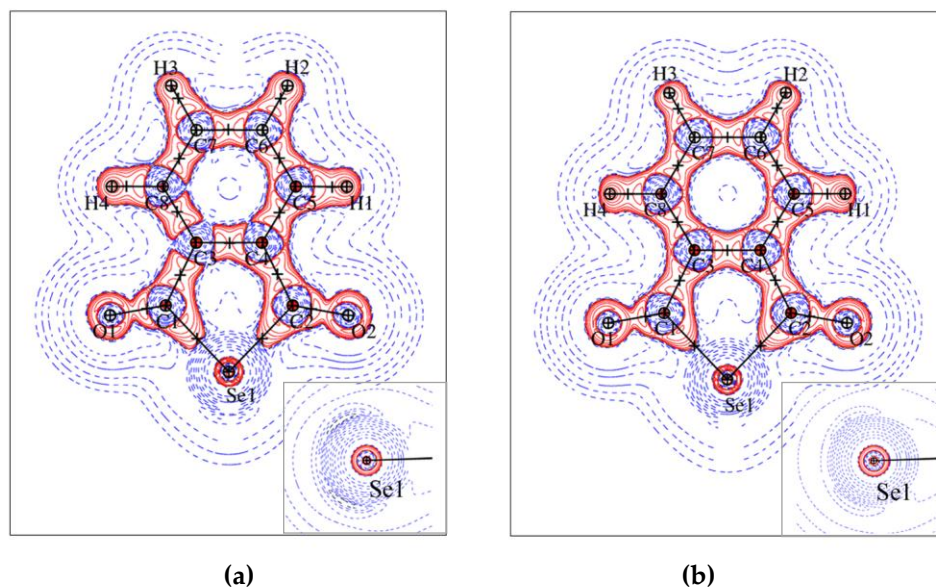 H3 H2
C7 C6
H4 C8 C5 H1
C3 C4
C1 C2
O1 O2
Se1
Se1
(a)
H3 H2
C7 C6
H4 C8 C5 H1
C3 C4
C1 C2
O1 O2
Se1
Se1
(b)